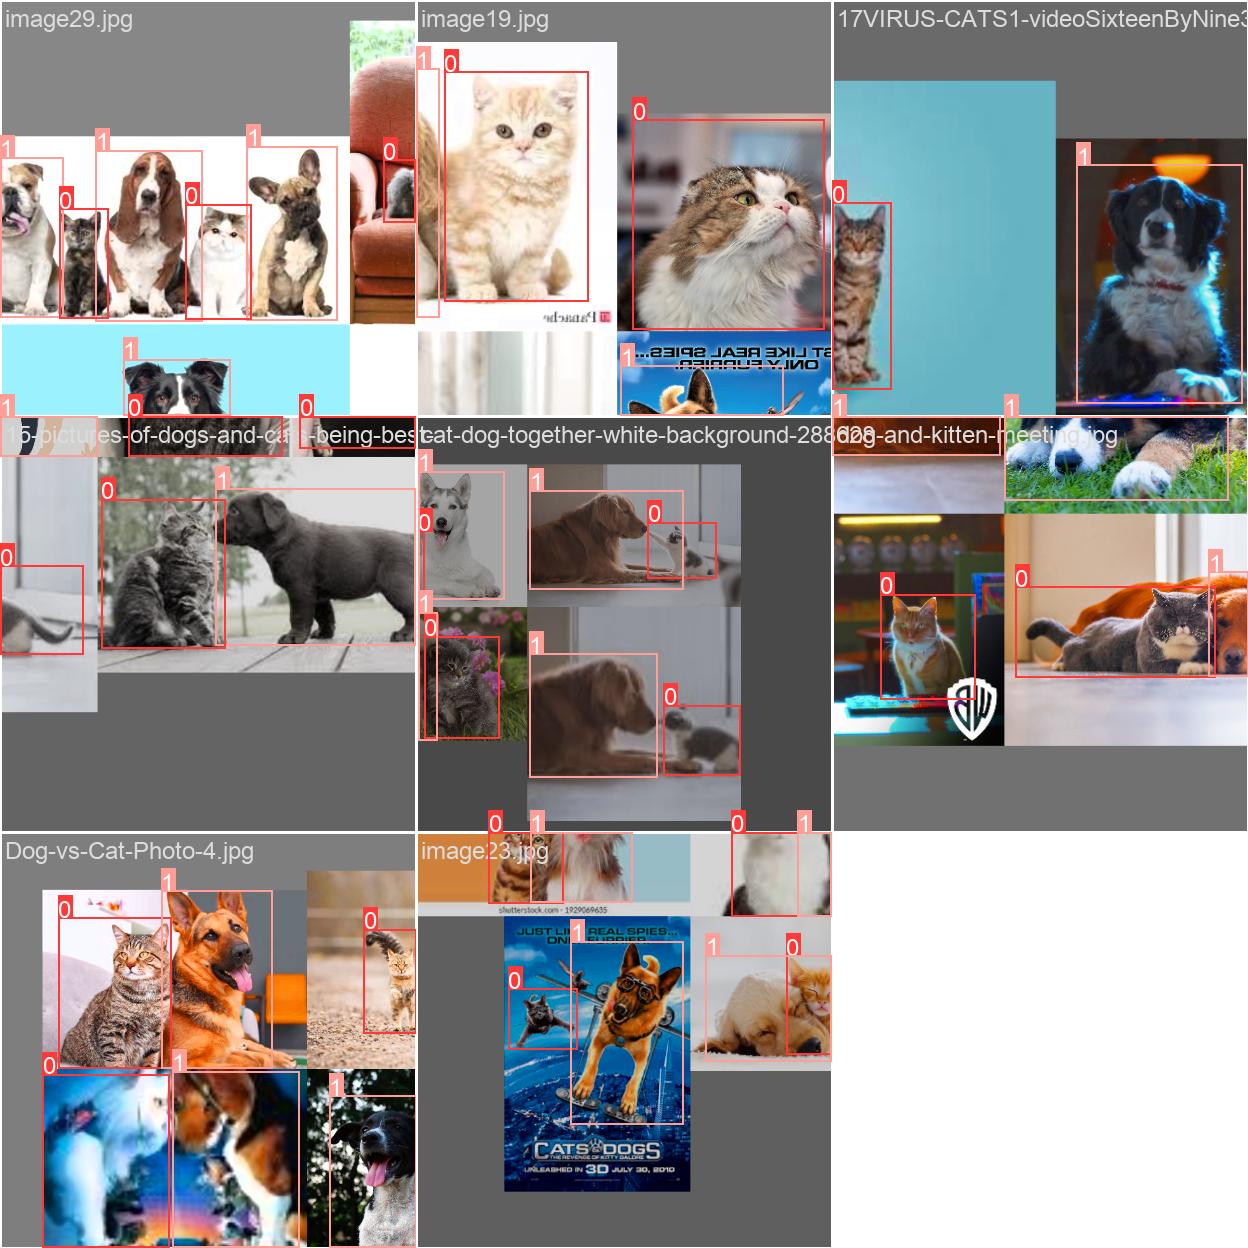 image29.jpg
image19.jpg
17VIRUS-CATS1-videoSixteenByNine3
1
0
1
0
1
0
1
0
1
0
0
1
0
1
Panache
JUST LIKE REAL SPIES...
ONLY FURRIER.
1
1
0
0
1
1
15-pictures-of-dogs-and-cats-being-best
cat-dog-together-white-background-288628
dog-and-kitten-meeting.jpg
0
0
1
1
0
1
0
1
0
1
0
0
0
1
Dog-vs-Cat-Photo-4.jpg
image23.jpg
0
1
0
1
shutterstock.com · 1929069635
0
1
0
0
1
1
JUST LIKE REAL SPIES...
ONLY FURRIER.
0
1
1
0
CATS & DOGS
THE REVENGE OF KITTY GALORE
UNLEASHED IN 3D JULY 30, 2010